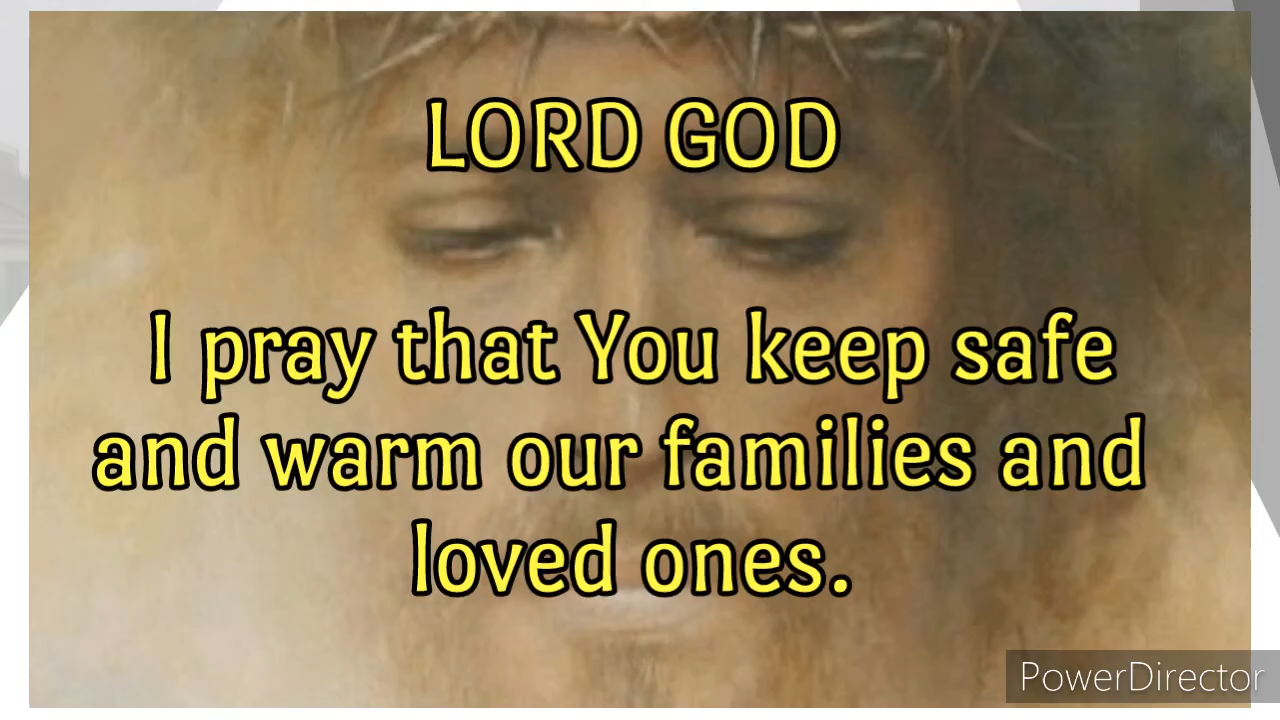 LORD GOD
I pray that You keep safe
and warm our families and
loved ones.
PowerDirector